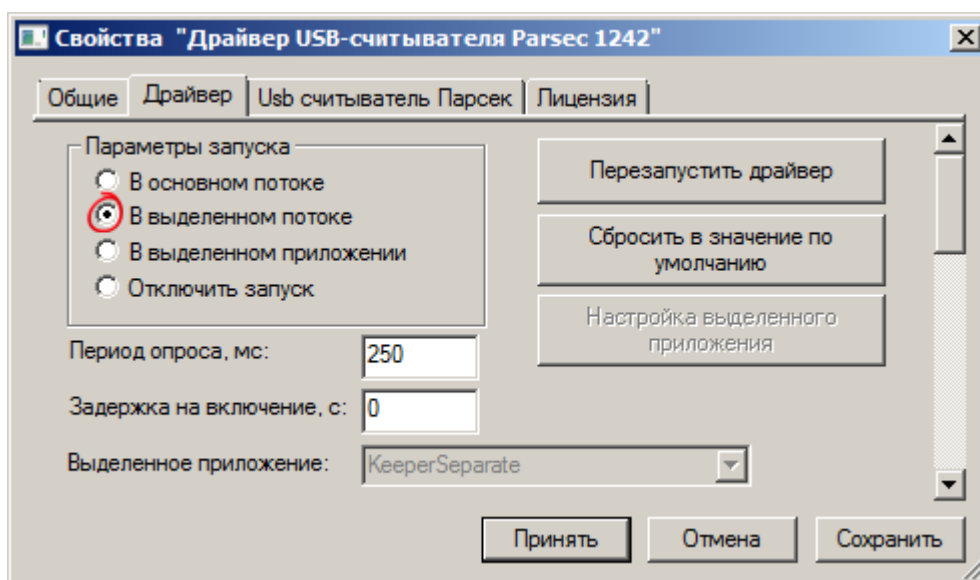 Свойства "Драйвер USB-считывателя Parsec 1242"
Общие Драйвер Usb считыватель Парсек Лицензия
Параметры запуска
В основном потоке
В выделенном потоке
В выделенном приложении
Отключить запуск
Перезапустить драйвер
Сбросить в значение по
умолчанию
Настройка выделенного
приложения
Период опроса, мс: 250
Задержка на включение, с: 0
Выделенное приложение: KeeperSeparate
Принять Отмена Сохранить